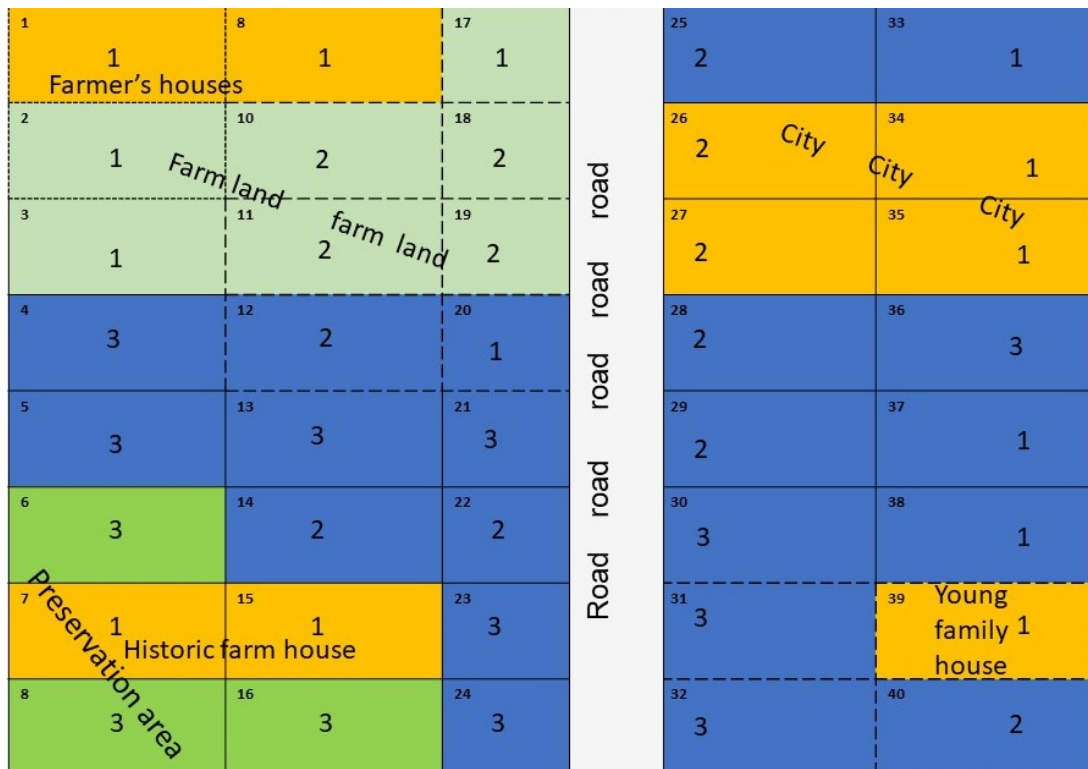 1 8 17 25 33
1 1 1 2 1
Farmer's houses
2 10 18 26 34
1 2 2 2 1
Farm land
City
City
City
3 11 19 27 35
1 2 2 2 1
farm land
4 12 20 28 36
3 2 1 2 3
5 13 21 29 37
3 3 3 2 1
6 14 22 30 38
3 2 2 3 1
7 15 23 31 39
1 1 3 3 1
Historic farm house
Young
family
house
Preservation area
8 16 24 32 40
3 3 3 3 2
Road road road road road